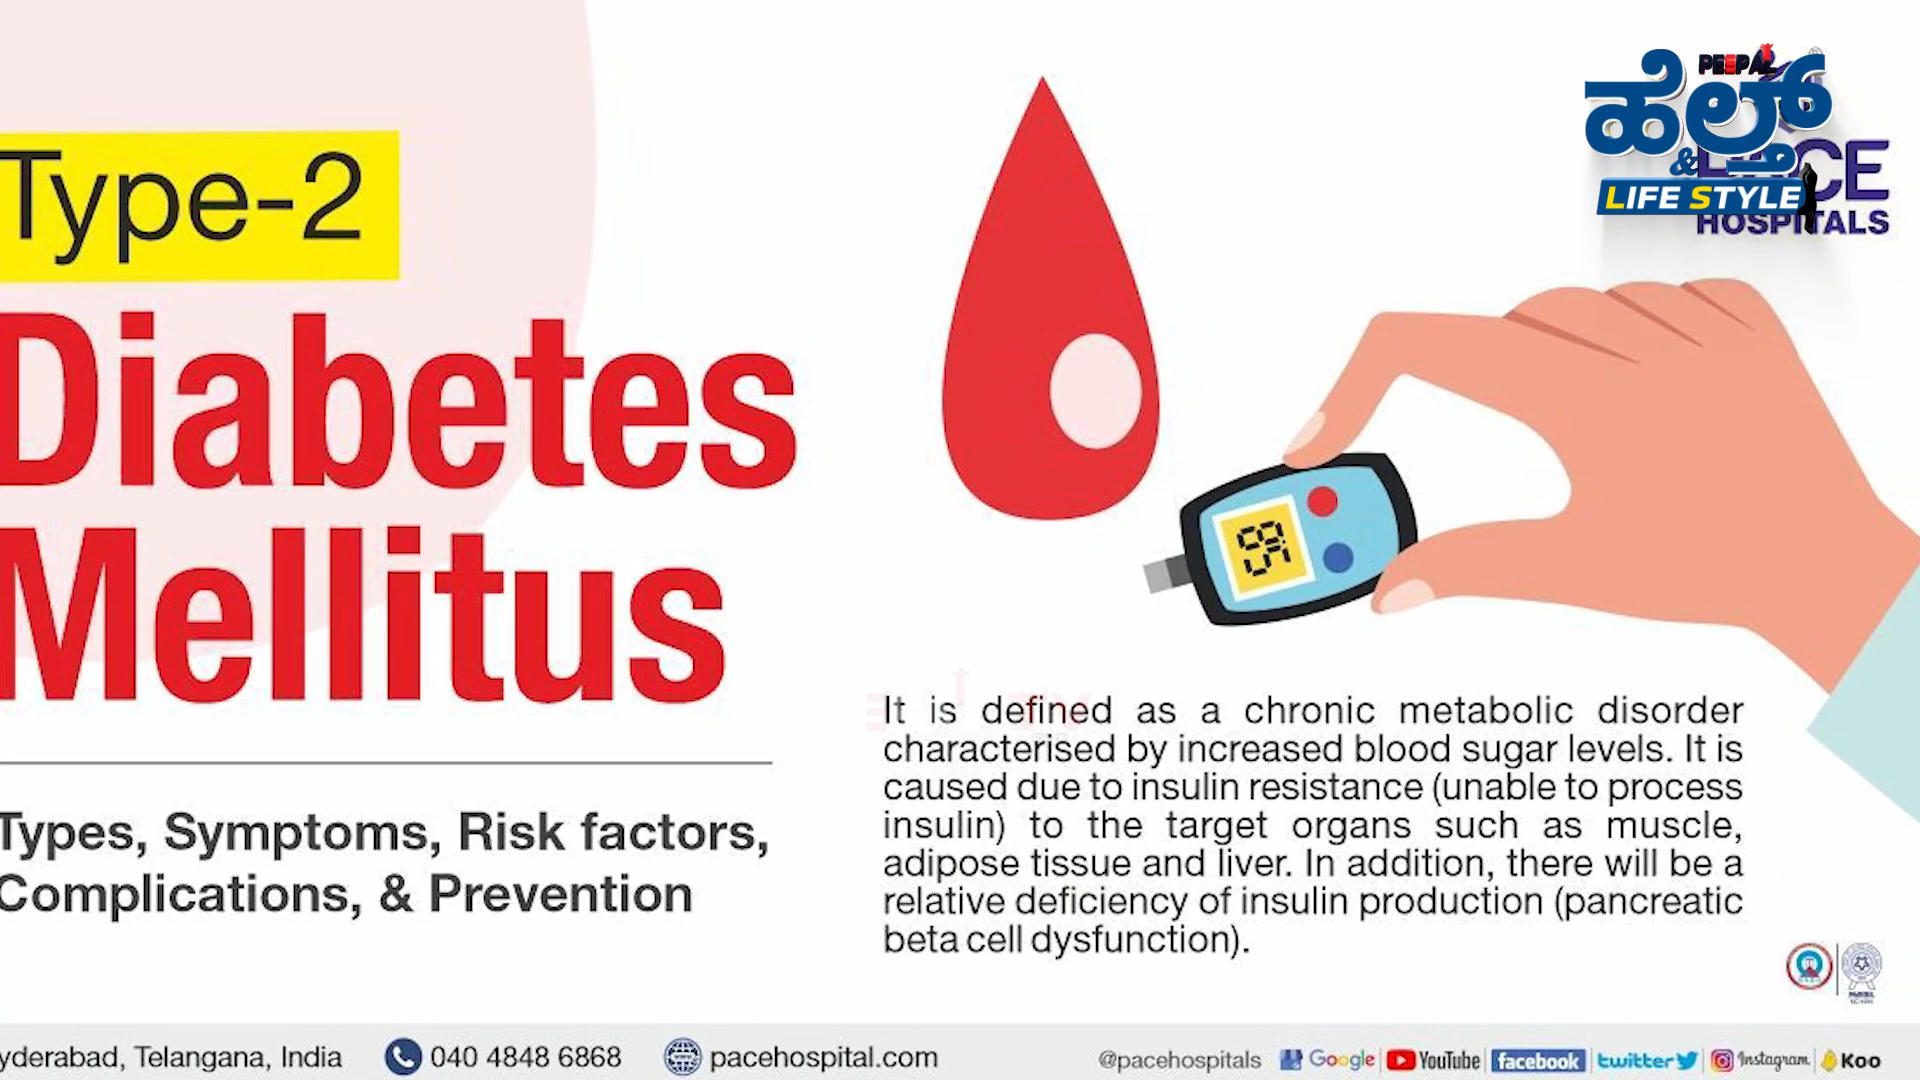 PEEPAL
ಹೆಲ್ತ್
&
LIFE STYLE
HOSPITALS
Type-2
Diabetes
Mellitus
Types, Symptoms, Risk factors,
Complications, & Prevention
95
It is defined as a chronic metabolic disorder
characterised by increased blood sugar levels. It is
caused due to insulin resistance (unable to process
insulin) to the target organs such as muscle,
adipose tissue and liver. In addition, there will be a
relative deficiency of insulin production (pancreatic
beta cell dysfunction).
yderabad, Telangana, India 040 4848 6868 pacehospital.com @pacehospitals Google YouTube facebook twitter Instagram Koo